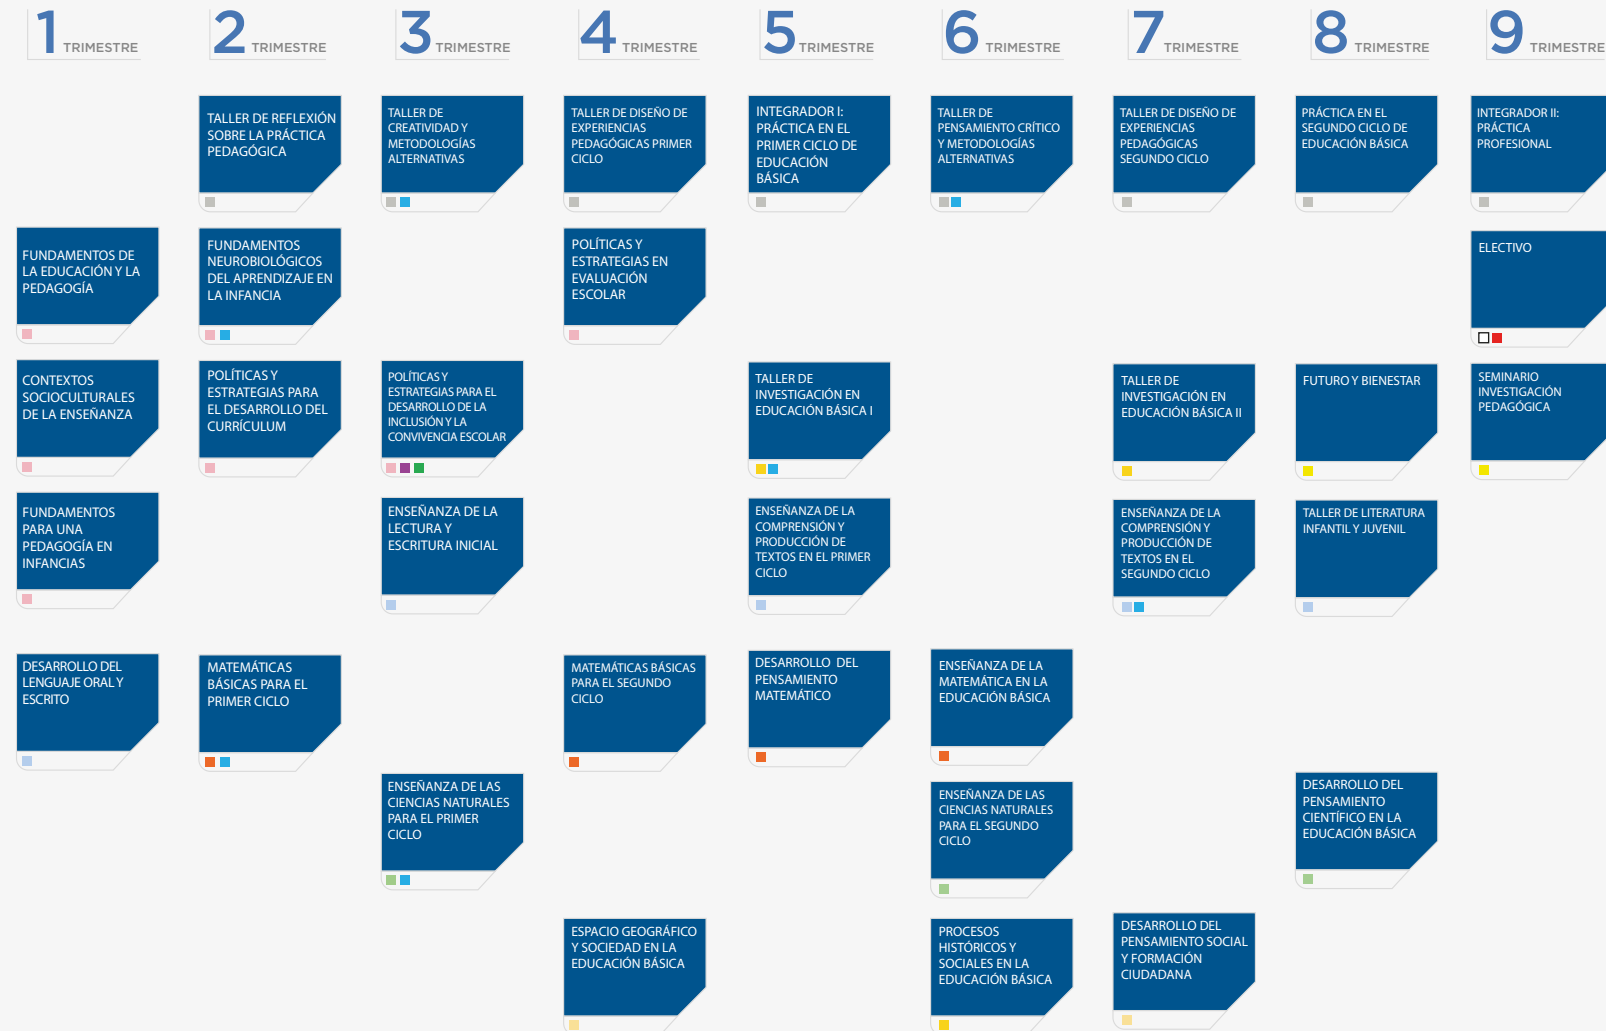 1 TRIMESTRE
2 TRIMESTRE
3 TRIMESTRE
4 TRIMESTRE
5 TRIMESTRE
6 TRIMESTRE
7 TRIMESTRE
8 TRIMESTRE
9 TRIMESTRE
TALLER DE REFLEXIÓN
SOBRE LA PRÁCTICA
PEDAGÓGICA
TALLER DE
CREATIVIDAD Y
METODOLOGÍAS
ALTERNATIVAS
TALLER DE DISEÑO DE
EXPERIENCIAS
PEDAGÓGICAS PRIMER
CICLO
INTEGRADOR I:
PRÁCTICA EN EL
PRIMER CICLO DE
EDUCACIÓN
BÁSICA
TALLER DE
PENSAMIENTO CRÍTICO
Y METODOLOGÍAS
ALTERNATIVAS
TALLER DE DISEÑO DE
EXPERIENCIAS
PEDAGÓGICAS
SEGUNDO CICLO
PRÁCTICA EN EL
SEGUNDO CICLO DE
EDUCACIÓN BÁSICA
INTEGRADOR II:
PRÁCTICA
PROFESIONAL
FUNDAMENTOS DE
LA EDUCACIÓN Y LA
PEDAGOGÍA
FUNDAMENTOS
NEUROBIOLÓGICOS
DEL APRENDIZAJE EN
LA INFANCIA
POLÍTICAS Y
ESTRATEGIAS EN
EVALUACIÓN
ESCOLAR
ELECTIVO
CONTEXTOS
SOCIOCULTURALES
DE LA ENSEÑANZA
POLÍTICAS Y
ESTRATEGIAS PARA
EL DESARROLLO DEL
CURRÍCULUM
POLÍTICAS Y
ESTRATEGIAS PARA EL
DESARROLLO DE LA
INCLUSIÓN Y LA
CONVIVENCIA ESCOLAR
TALLER DE
INVESTIGACIÓN EN
EDUCACIÓN BÁSICA I
TALLER DE
INVESTIGACIÓN EN
EDUCACIÓN BÁSICA II
FUTURO Y BIENESTAR
SEMINARIO
INVESTIGACIÓN
PEDAGÓGICA
FUNDAMENTOS
PARA UNA
PEDAGOGÍA EN
INFANCIAS
ENSEÑANZA DE LA
LECTURA Y
ESCRITURA INICIAL
ENSEÑANZA DE LA
COMPRENSIÓN Y
PRODUCCIÓN DE
TEXTOS EN EL PRIMER
CICLO
ENSEÑANZA DE LA
COMPRENSIÓN Y
PRODUCCIÓN DE
TEXTOS EN EL
SEGUNDO CICLO
TALLER DE LITERATURA
INFANTIL Y JUVENIL
DESARROLLO DEL
LENGUAJE ORAL Y
ESCRITO
MATEMÁTICAS
BÁSICAS PARA EL
PRIMER CICLO
MATEMÁTICAS BÁSICAS
PARA EL SEGUNDO
CICLO
DESARROLLO DEL
PENSAMIENTO
MATEMÁTICO
ENSEÑANZA DE LA
MATEMÁTICA EN LA
EDUCACIÓN BÁSICA
ENSEÑANZA DE LAS
CIENCIAS NATURALES
PARA EL PRIMER
CICLO
ENSEÑANZA DE LAS
CIENCIAS NATURALES
PARA EL SEGUNDO
CICLO
DESARROLLO DEL
PENSAMIENTO
CIENTÍFICO EN LA
EDUCACIÓN BÁSICA
ESPACIO GEOGRÁFICO
Y SOCIEDAD EN LA
EDUCACIÓN BÁSICA
PROCESOS
HISTÓRICOS Y
SOCIALES EN LA
EDUCACIÓN BÁSICA
DESARROLLO DEL
PENSAMIENTO SOCIAL
Y FORMACIÓN
CIUDADANA